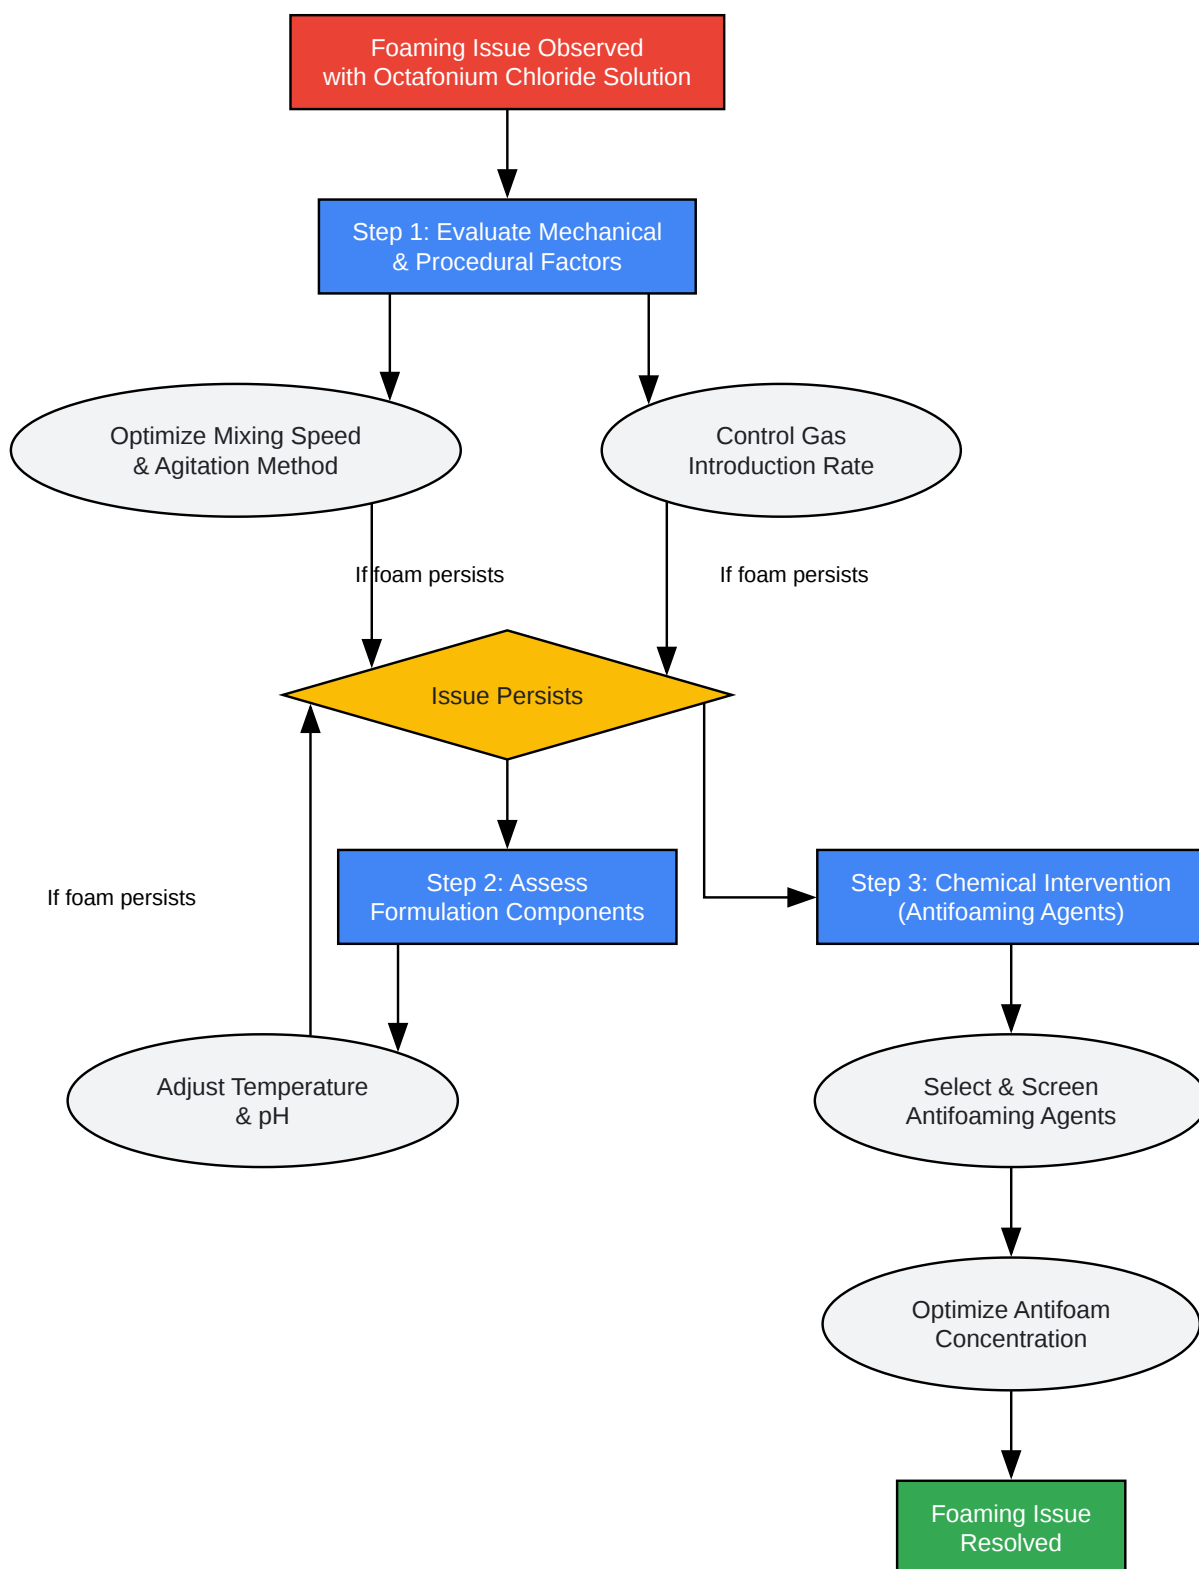 Foaming Issue Observed
with Octafonium Chloride Solution
Step 1: Evaluate Mechanical
& Procedural Factors
Optimize Mixing Speed
& Agitation Method
Control Gas
Introduction Rate
If foam persists
If foam persists
Issue Persists
Step 2: Assess
Formulation Components
Step 3: Chemical Intervention
(Antifoaming Agents)
If foam persists
Adjust Temperature
& pH
Select & Screen
Antifoaming Agents
Optimize Antifoam
Concentration
Foaming Issue
Resolved